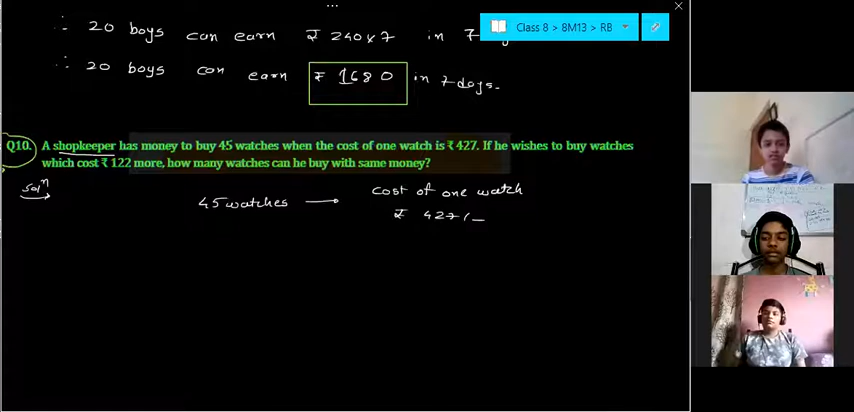 ...
∴ 20 boys can earn ₹ 240 x 7 in 7
Class 8 > 8M13 > RB
∴ 20 boys can earn ₹ 1680 in 7 days.
Q10. A shopkeeper has money to buy 45 watches when the cost of one watch is ₹ 427. If he wishes to buy watches
which cost ₹ 122 more, how many watches can he buy with same money?
Solⁿ
45 watches → cost of one watch
₹ 427/-